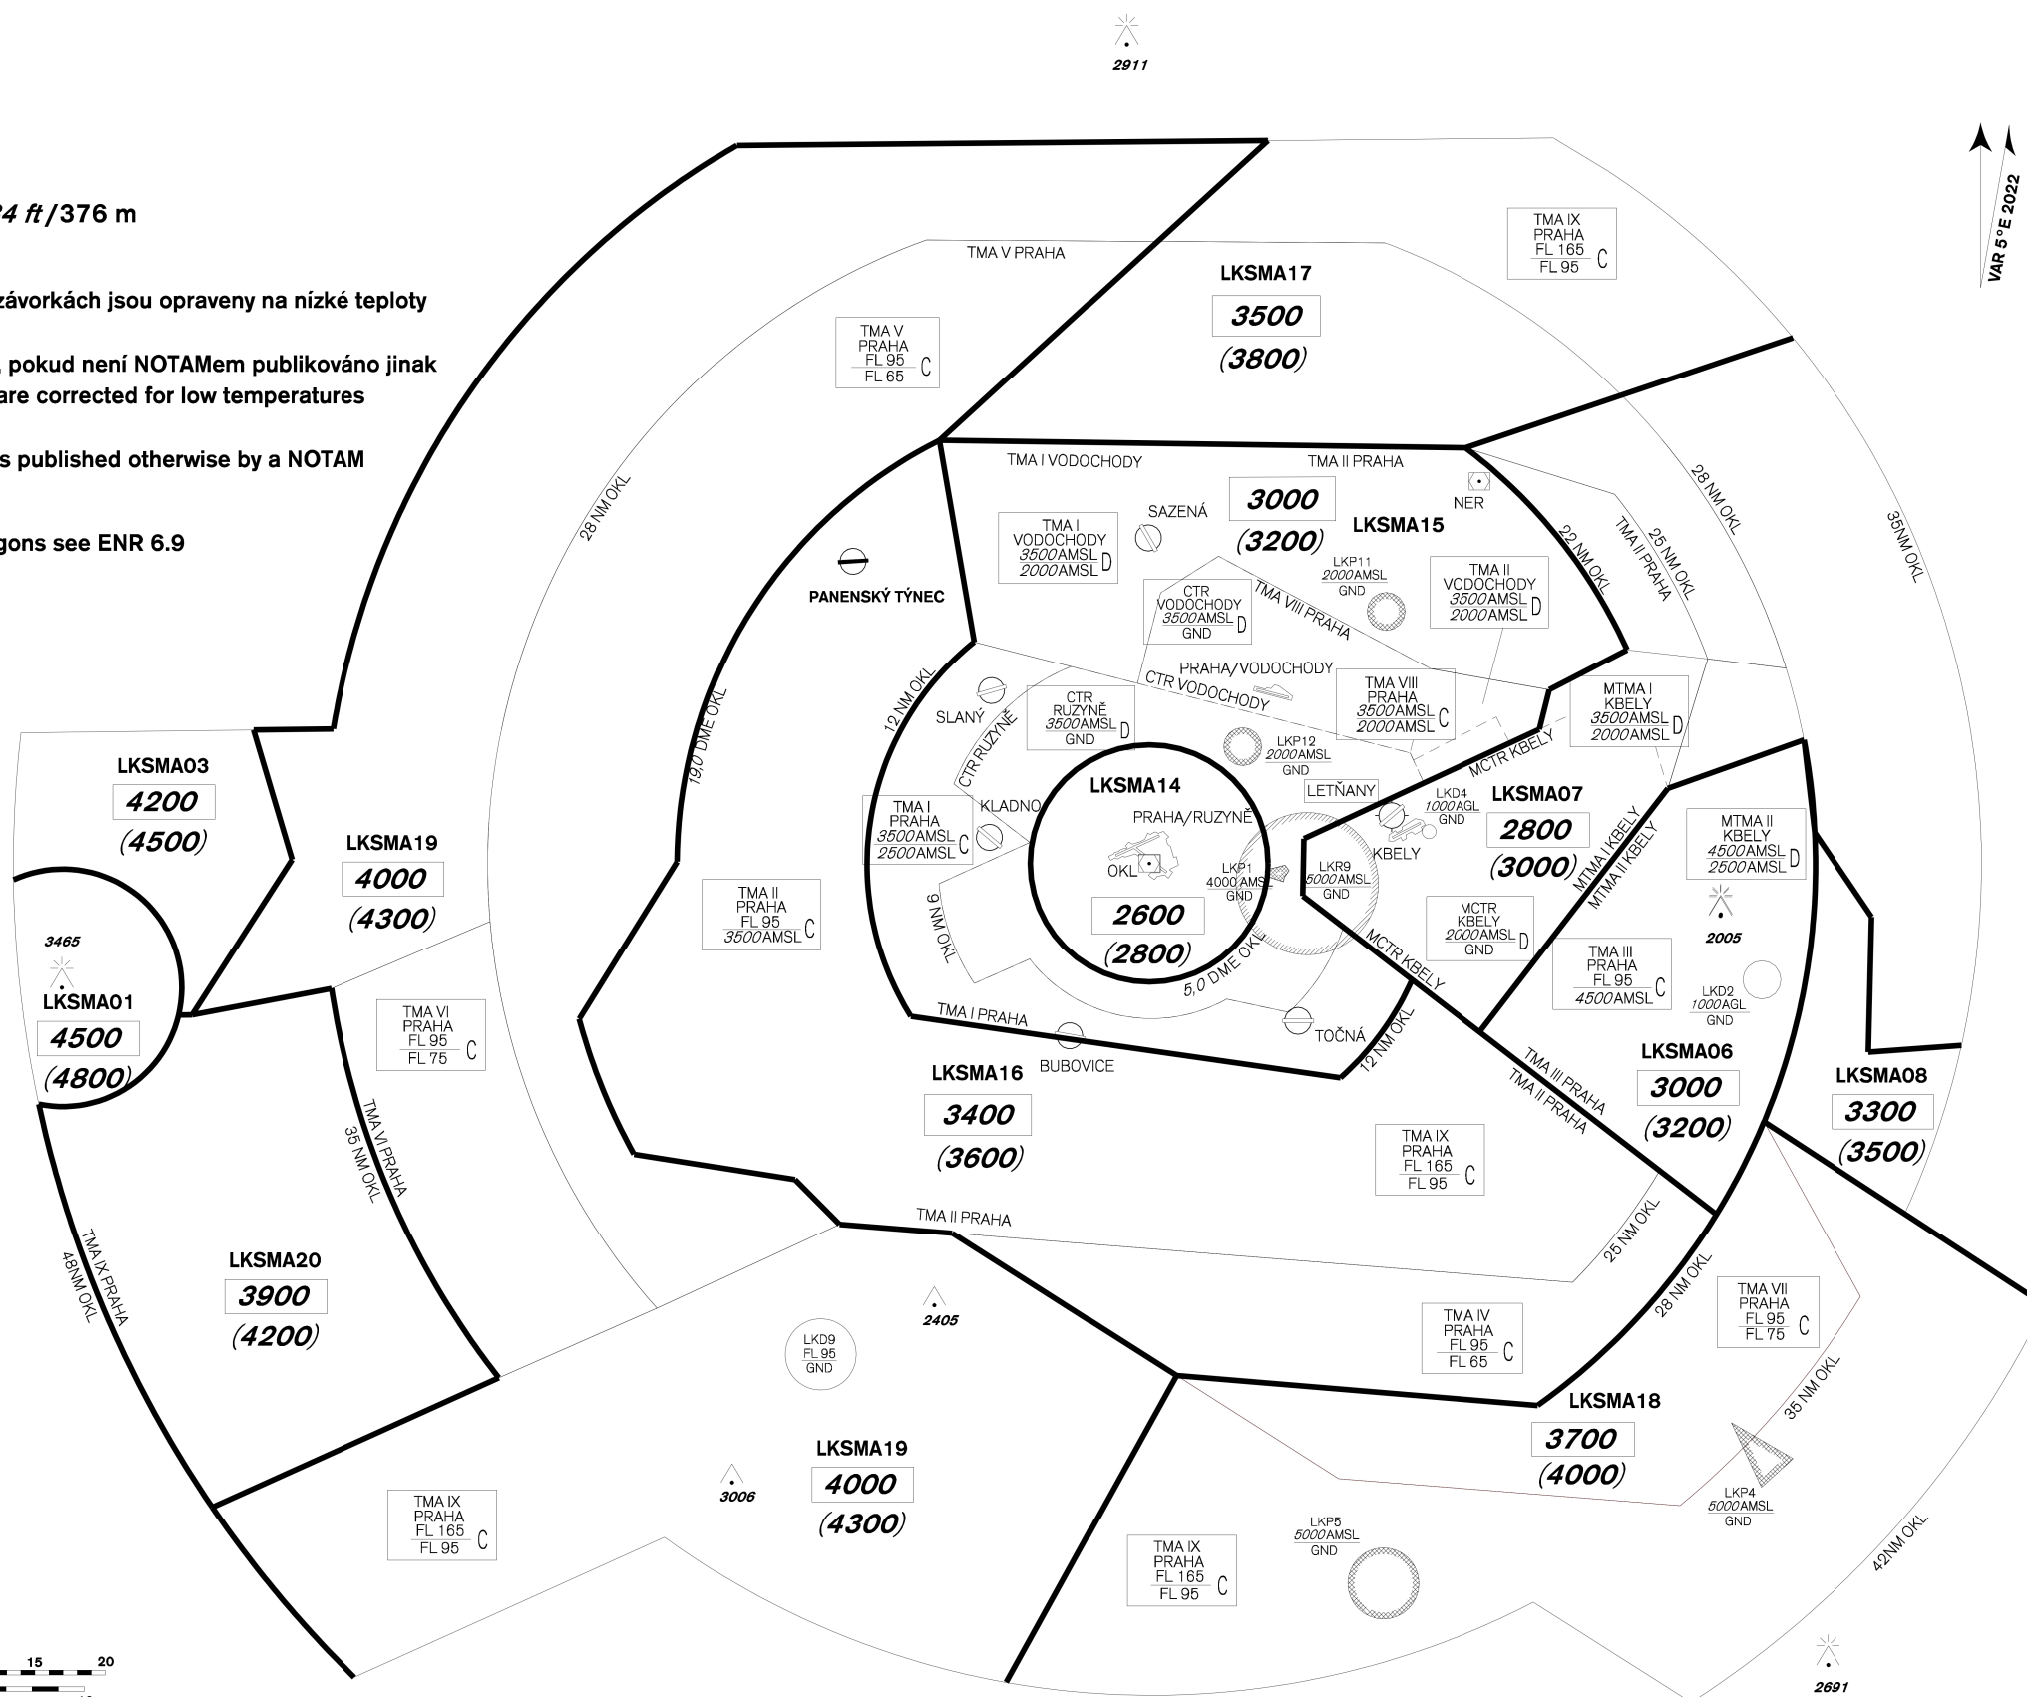 2911
VAR 5°E 2022
4 ft/376 m
závorkách jsou opraveny na nízké teploty
, pokud není NOTAMem publikováno jinak
are corrected for low temperatures
s published otherwise by a NOTAM
gons see ENR 6.9
TMA IX
PRAHA
FL 165
FL 95
C
TMA V PRAHA
LKSMA17
3500
(3800)
TMA V
PRAHA
FL 95
FL 65
C
28 NM OKL
TMA I VODOCHODY
TMA II PRAHA
3000
LKSMA15
(3200)
NER
SAZENÁ
TMA I
VODOCHODY
3500AMSL
2000AMSL
D
28 NM OKL
25 NM OKL
TMA II PRAHA
22 NM OKL
35NM OKL
PANENSKÝ TÝNEC
LKP11
2000AMSL
GND
TMA II
VCDOCHODY
3500AMSL
2000AMSL
D
CTR
VODOCHODY
3500AMSL
GND
D
TMA VIII PRAHA
PRAHA/VODOCHODY
CTR VODOCHODY
TMA VIII
PRAHA
3500AMSL
2000AMSL
C
MTMA I
KBELY
3500AMSL
2000AMSL
D
12 NM OKL
SLANÝ
CTR
RUZYNĚ
3500AMSL
GND
D
CTR RUZYNĚ
19,0 DME OKL
LKP12
2000AMSL
GND
MCTR KBELY
LKSMA03
4200
(4500)
LKSMA14
LETŇANY
LKD4
1000AGL
GND
LKSMA07
2800
(3000)
KLADNO
PRAHA/RUZYNĚ
TMA I
PRAHA
3500AMSL
2500AMSL
C
KBELY
MTMA I KBELY
MTMA II KBELY
MTMA II
KBELY
4500AMSL
2500AMSL
D
LKSMA19
4000
(4300)
OKL
LKP1
4000AMSL
GND
LKR9
5000AMSL
GND
TMA II
PRAHA
FL 95
3500AMSL
C
2600
(2800)
9 NM OKL
MCTR
KBELY
2000AMSL
GND
D
2005
3465
5,0 DME OKL
MCTR KBELY
TMA III
PRAHA
FL 95
4500AMSL
C
LKD2
1000AGL
GND
LKSMA01
4500
(4800)
TMA VI
PRAHA
FL 95
FL 75
C
TMA I PRAHA
TOČNÁ
12 NM OKL
BUBOVICE
LKSMA16
3400
(3600)
LKSMA06
3000
(3200)
TMA III PRAHA
TMA II PRAHA
LKSMA08
3300
(3500)
TMA VI PRAHA
35 NM OKL
TMA IX
PRAHA
FL 165
FL 95
C
TMA II PRAHA
25 NM OKL
TMA IX PRAHA
48NM OKL
LKSMA20
3900
(4200)
28 NM OKL
TMA VII
PRAHA
FL 95
FL 75
C
2405
LKD9
FL 95
GND
TMA IV
PRAHA
FL 95
FL 65
C
35 NM OKL
LKSMA18
3700
(4000)
LKSMA19
4000
(4300)
3006
LKP4
5000AMSL
GND
TMA IX
PRAHA
FL 165
FL 95
C
LKP5
5000AMSL
GND
TMA IX
PRAHA
FL 165
FL 95
C
42NM OKL
15 20
2691